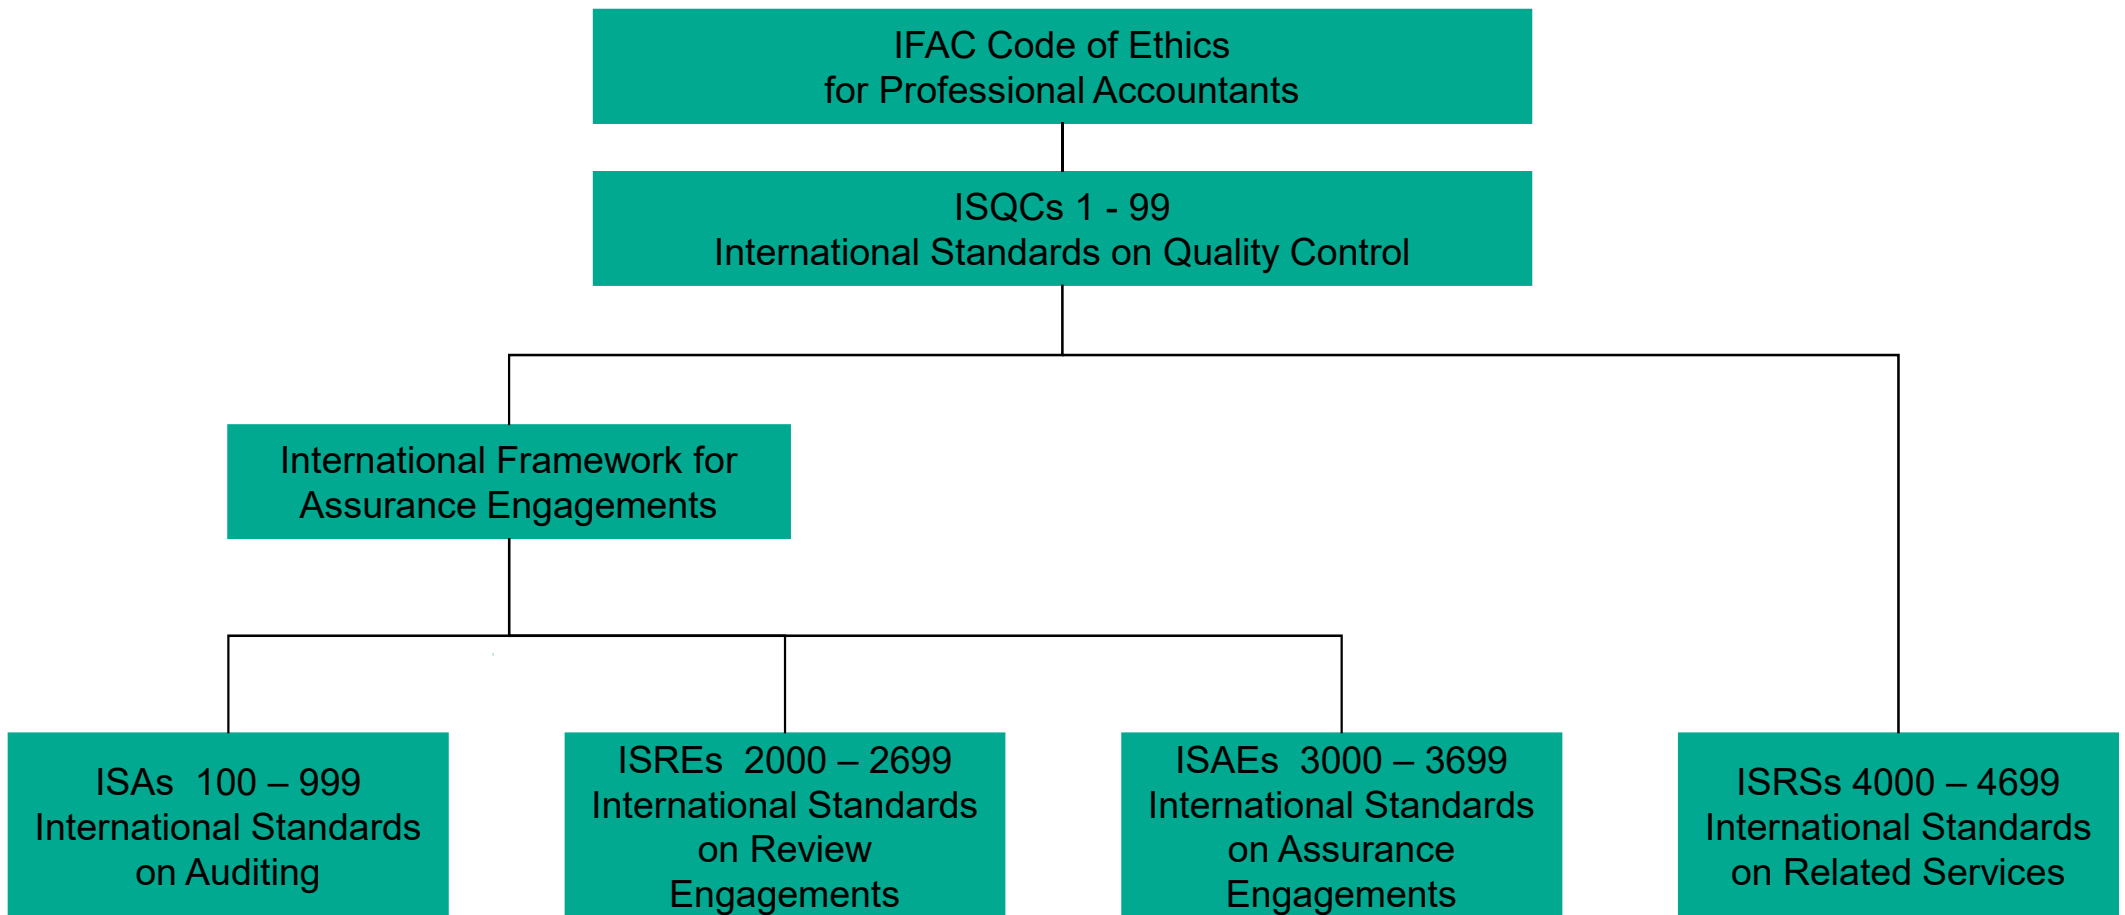 IFAC Code of Ethics
for Professional Accountants
ISQCs 1 - 99
International Standards on Quality Control
International Framework for
Assurance Engagements
ISAs  100 – 999
International Standards
on Auditing
ISREs  2000 – 2699
International Standards
on Review
Engagements
ISAEs  3000 – 3699
International Standards
on Assurance
Engagements
ISRSs 4000 – 4699
International Standards
on Related Services